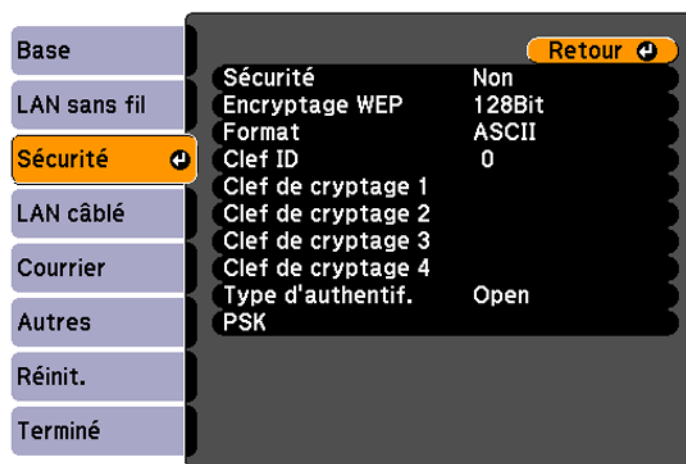 Base
LAN sans fil
Sécurité
LAN câblé
Courrier
Autres
Réinit.
Terminé
Retour
Sécurité Non
Encryptage WEP 128Bit
Format ASCII
Clef ID 0
Clef de cryptage 1
Clef de cryptage 2
Clef de cryptage 3
Clef de cryptage 4
Type d'authentif. Open
PSK